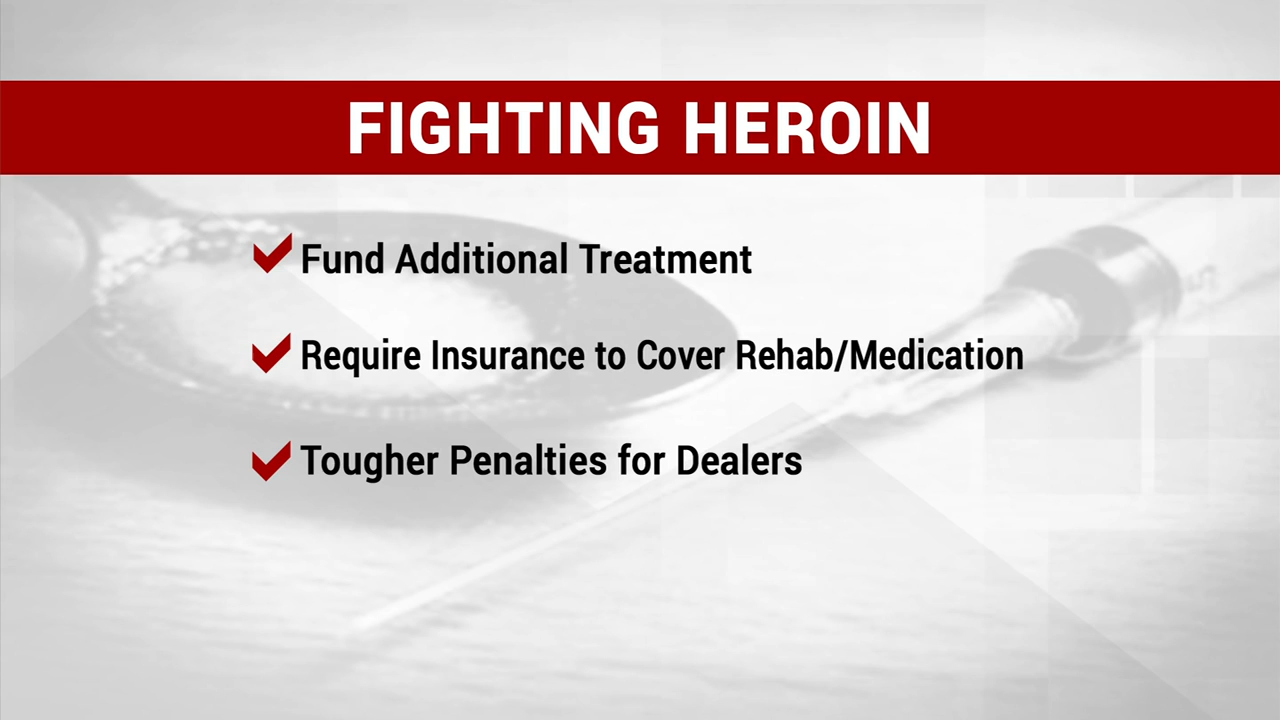 FIGHTING HEROIN
Fund Additional Treatment
Require Insurance to Cover Rehab/Medication
Tougher Penalties for Dealers